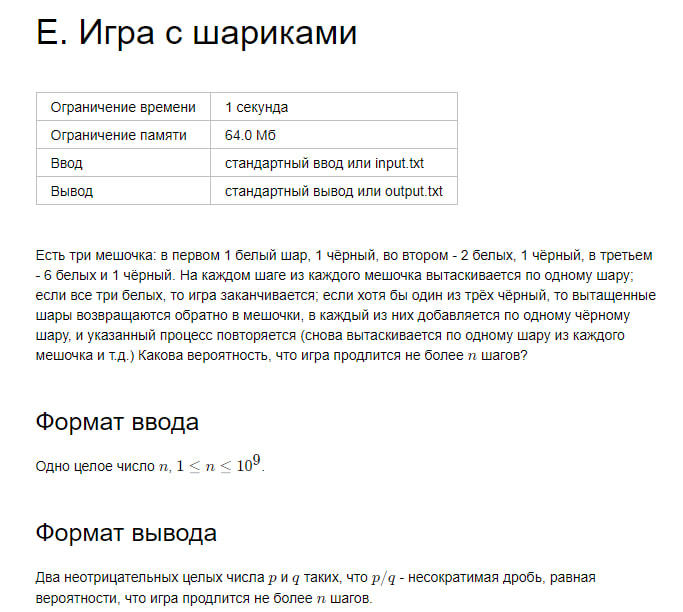 Е. Игра с шариками
Ограничение времени 1 секунда
Ограничение памяти 64.0 Мб
Ввод стандартный ввод или input.txt
Вывод стандартный вывод или output.txt
Есть три мешочка: в первом 1 белый шар, 1 чёрный, во втором - 2 белых, 1 чёрный, в третьем
- 6 белых и 1 чёрный. На каждом шаге из каждого мешочка вытаскивается по одному шару;
если все три белых, то игра заканчивается; если хотя бы один из трёх чёрный, то вытащенные
шары возвращаются обратно в мешочки, в каждый из них добавляется по одному чёрному
шару, и указанный процесс повторяется (снова вытаскивается по одному шару из каждого
мешочка и т.д.) Какова вероятность, что игра продлится не более n шагов?
Формат ввода
Одно целое число n, 1 ≤ n ≤ 10⁹.
Формат вывода
Два неотрицательных целых числа p и q таких, что p/q - несократимая дробь, равная
вероятности, что игра продлится не более n шагов.